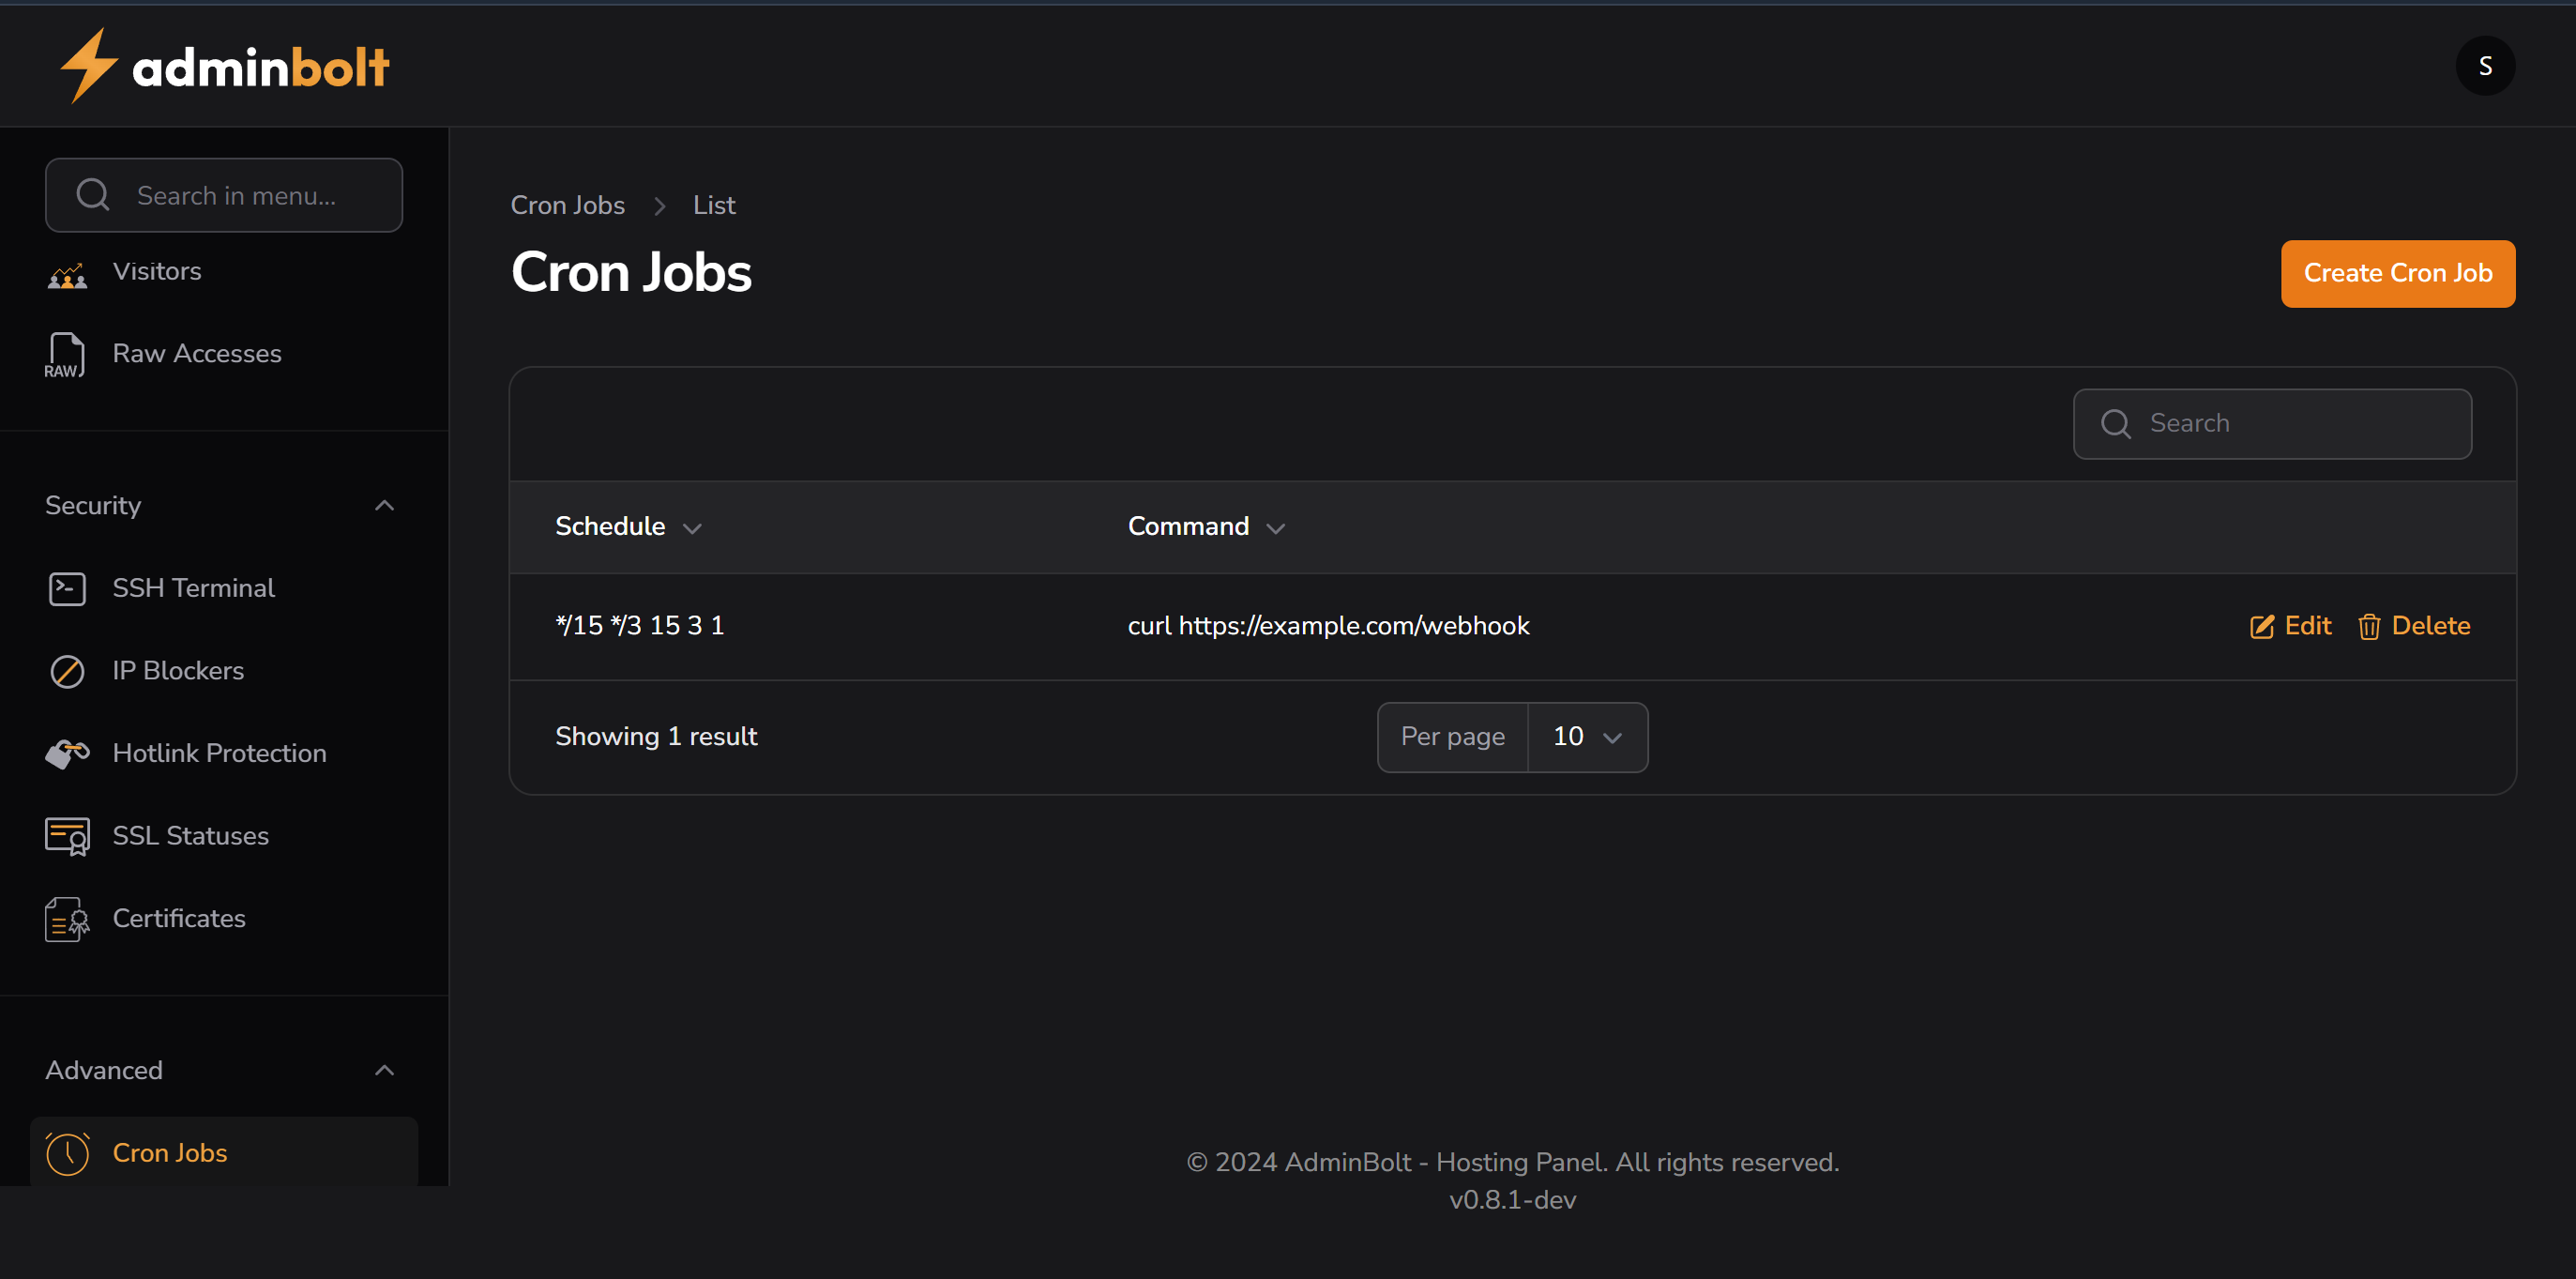 adminbolt
S
Search in menu...
Visitors
RAW
Raw Accesses
Security
SSH Terminal
IP Blockers
Hotlink Protection
SSL Statuses
Certificates
Advanced
Cron Jobs
Cron Jobs > List
Cron Jobs
Create Cron Job
Search
Schedule Command
*/15 */3 15 3 1 curl https://example.com/webhook Edit Delete
Showing 1 result Per page 10
© 2024 AdminBolt - Hosting Panel. All rights reserved.
v0.8.1-dev